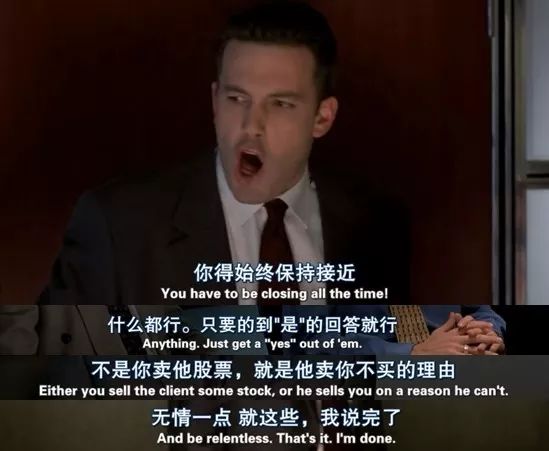 你得始终保持接近
You have to be closing all the time!
什么都行。只要的到"是"的回答就行
Anything. Just get a "yes" out of 'em.
不是你卖他股票，就是他卖你不买的理由
Either you sell the client some stock, or he sells you on a reason he can't.
无情一点 就这些，我说完了
And be relentless. That's it. I'm done.